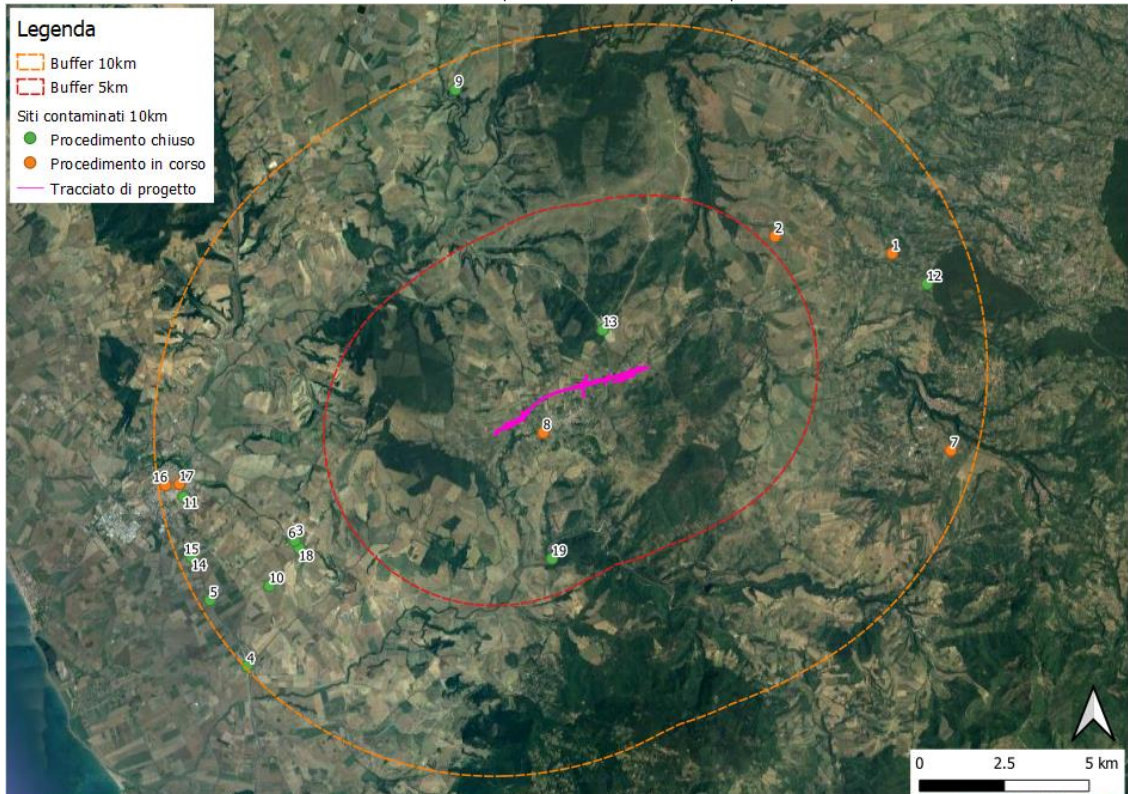 Legenda
Buffer 10km
Buffer 5km
Siti contaminati 10km
Procedimento chiuso
Procedimento in corso
Tracciato di progetto
9
2
1
12
13
8
7
16
17
11
6
3
18
15
14
19
10
5
4
0
2.5
5 km